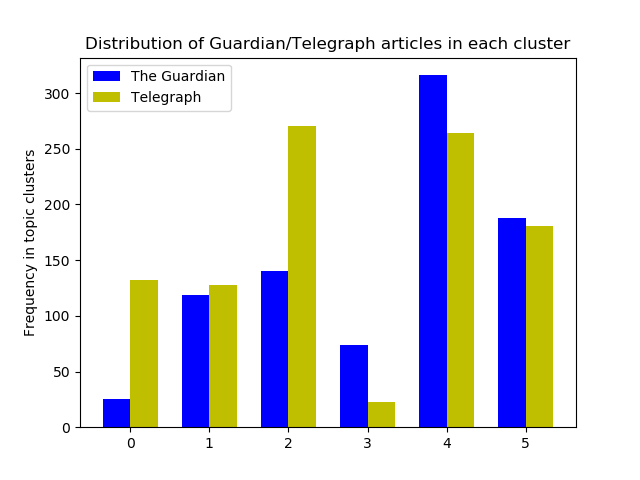 Distribution of Guardian/Telegraph articles in each cluster
The Guardian
Telegraph
Frequency in topic clusters
300
250
200
150
100
50
0
0 1 2 3 4 5